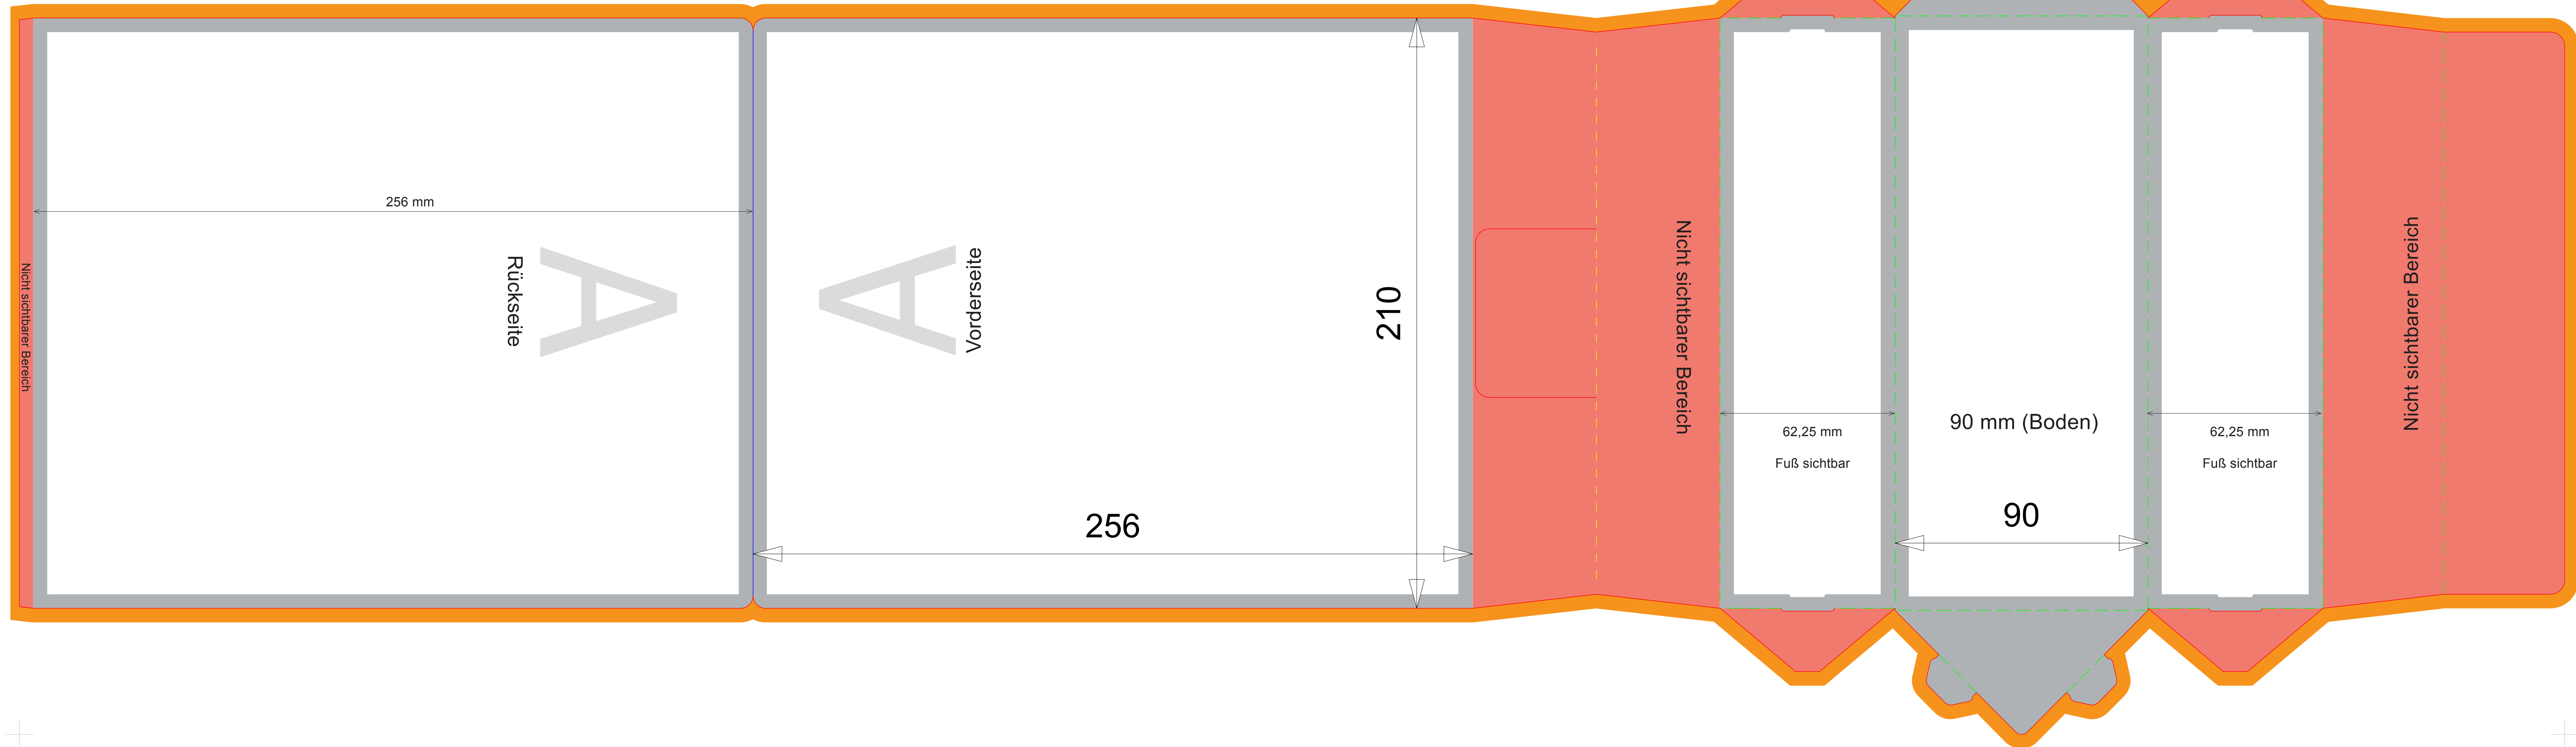 Nicht sichtbarer Bereich
256 mm
Rückseite
A
A
Vorderseite
256
210
Nicht sichtbarer Bereich
62,25 mm
Fuß sichtbar
90 mm (Boden)
90
62,25 mm
Fuß sichtbar
Nicht sichtbarer Bereich